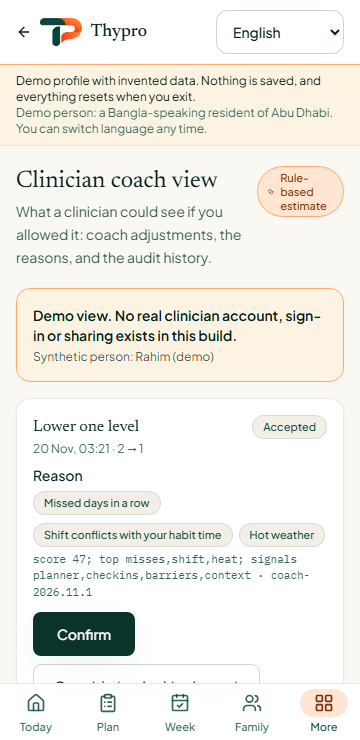 Thypro
English
Demo profile with invented data. Nothing is saved, and
everything resets when you exit.
Demo person: a Bangla-speaking resident of Abu Dhabi.
You can switch language any time.
Clinician coach view
Rule-
based
estimate
What a clinician could see if you
allowed it: coach adjustments, the
reasons, and the audit history.
Demo view. No real clinician account, sign-
in or sharing exists in this build.
Synthetic person: Rahim (demo)
Lower one level
Accepted
20 Nov, 03:21 · 2→1
Reason
Missed days in a row
Shift conflicts with your habit time
Hot weather
score 47; top misses,shift,heat; signals
planner,checkins,barriers,context · coach-
2026.11.1
Confirm
Today
Plan
Week
Family
More